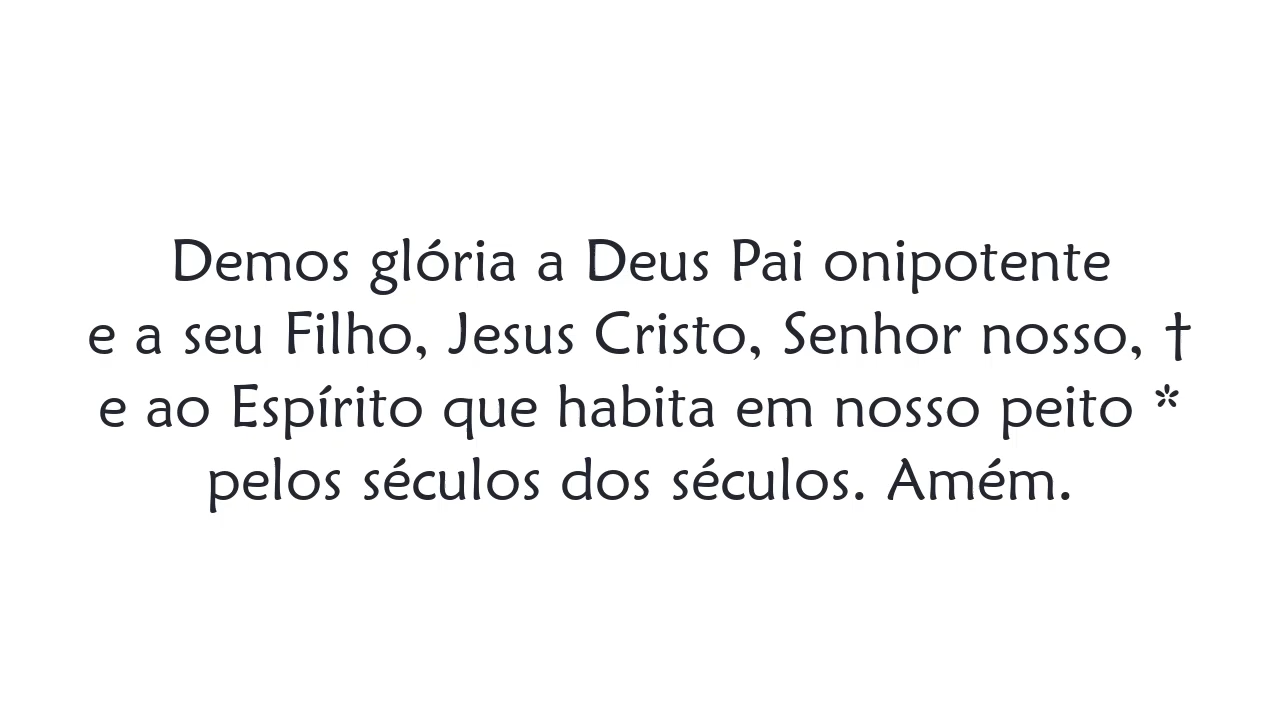 Demos glória a Deus Pai onipotente
e a seu Filho, Jesus Cristo, Senhor nosso, †
e ao Espírito que habita em nosso peito *
pelos séculos dos séculos. Amém.